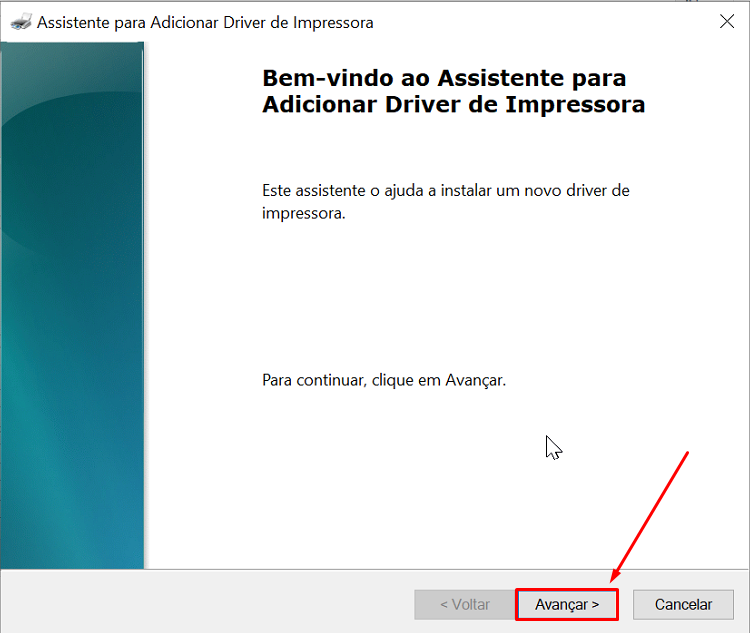 Assistente para Adicionar Driver de Impressora
Bem-vindo ao Assistente para
Adicionar Driver de Impressora
Este assistente o ajuda a instalar um novo driver de
impressora.
Para continuar, clique em Avançar.
< Voltar
Avançar >
Cancelar